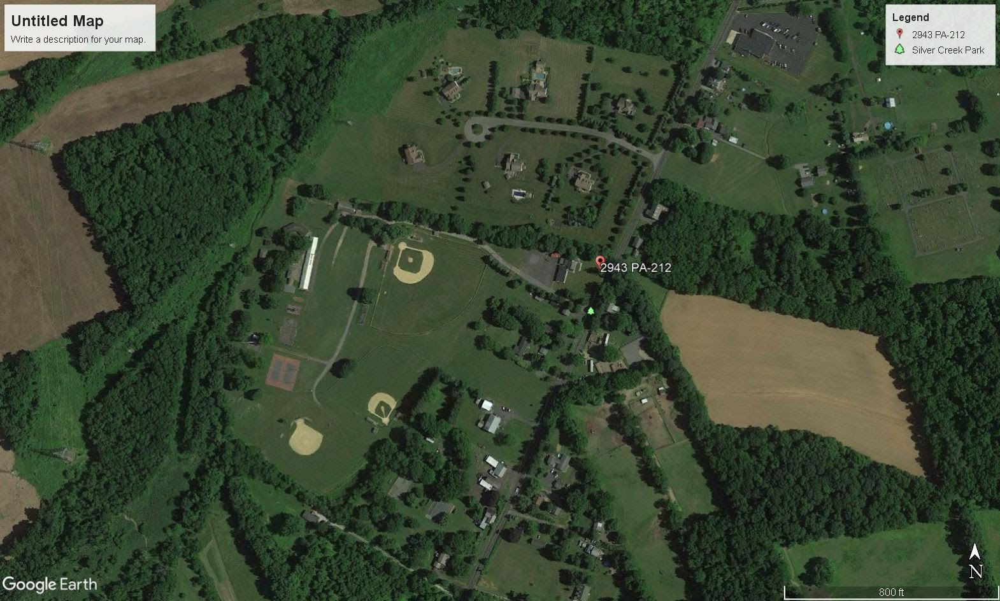 Untitled Map
Write a description for your map.
Legend
2943 PA-212
Silver Creek Park
2943 PA-212
N
800 ft
Google Earth